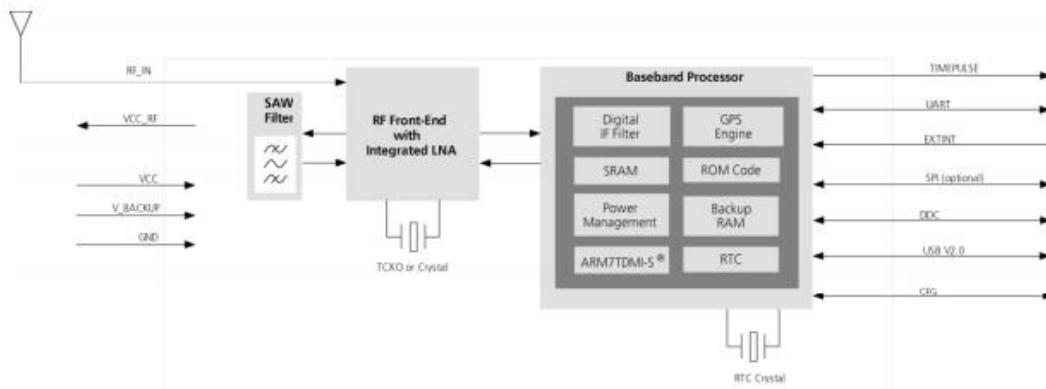 RF_IN
VCC_RF
VCC
V_BACKUP
GND
SAW
Filter
RF Front-End
with
Integrated LNA
TCXO or Crystal
Baseband Processor
Digital
IF Filter
GPS
Engine
SRAM
ROM Code
Power
Management
Backup
RAM
ARM7TDMI-S®
RTC
RTC Crystal
TIMEPULSE
UART
EXTINT
SPI (optional)
DDC
USB V2.0
CFG